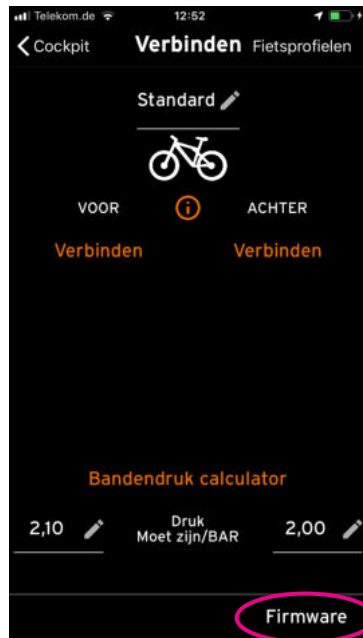 Telekom.de 12:52
Cockpit Verbinden Fietsprofielen
Standard
VOOR ACHTER
Verbinden Verbinden
Bandendruk calculator
2,10 Druk 2,00
Moet zijn/BAR
Firmware